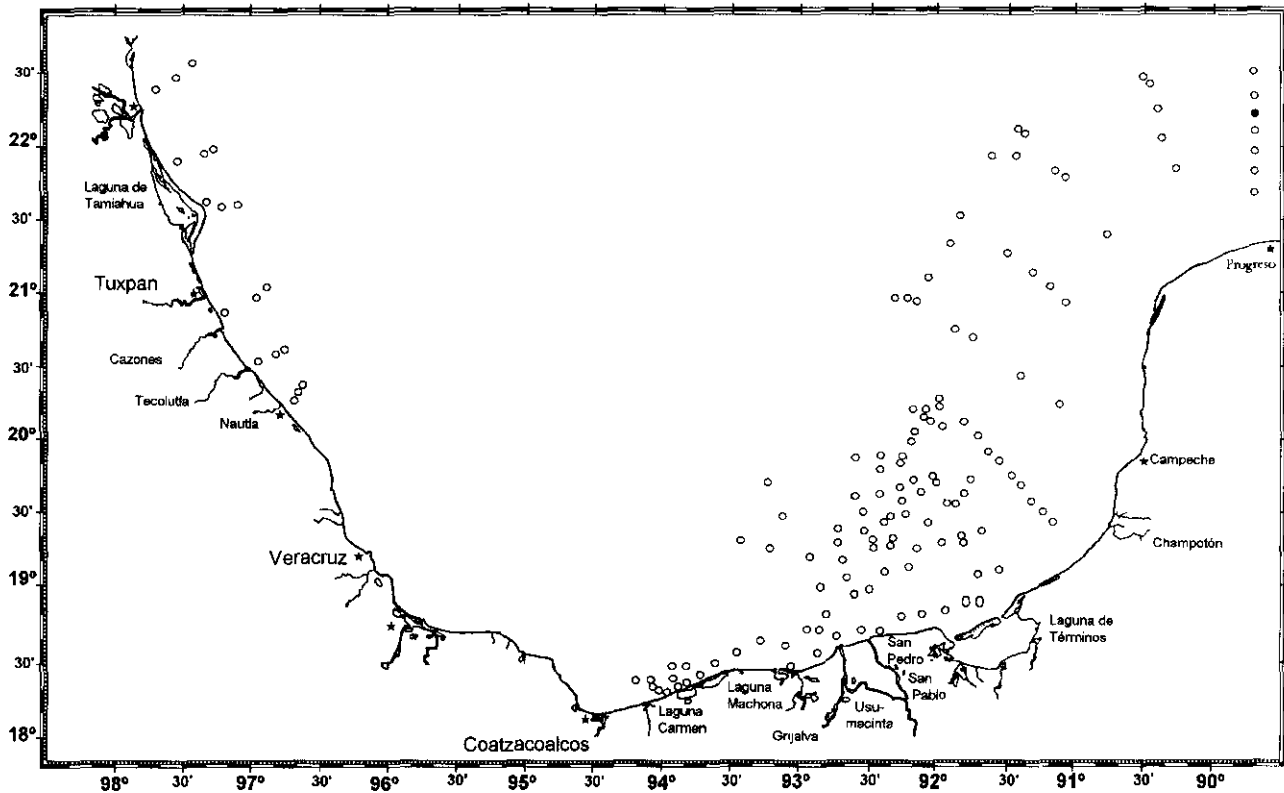 30'
22º
Laguna de
Tamiahua
30'
Progreso
Tuxpan
21º
Cazones
30'
Tecolutla
Nautla
20º
Campeche
30'
Champotón
Veracruz
19º
Laguna de
Términos
San
Pedro
30'
San
Pablo
Laguna
Machona
Laguna
Carmen
Usu-
macinta
Grijalva
18º
Coatzacoalcos
98º 30' 97º 30' 96º 30' 95º 30' 94º 30' 93º 30' 92º 30' 91º 30' 90º